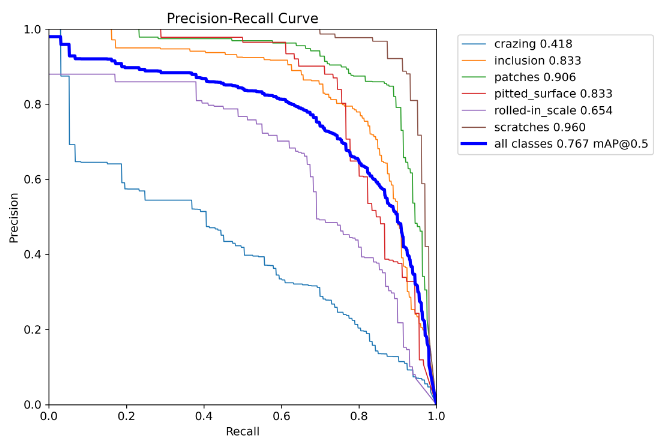 Precision-Recall Curve
1.0
0.8
0.6
0.4
0.2
0.0
Precision
0.0 0.2 0.4 0.6 0.8 1.0
Recall
crazing 0.418
inclusion 0.833
patches 0.906
pitted_surface 0.833
rolled-in_scale 0.654
scratches 0.960
all classes 0.767 mAP@0.5